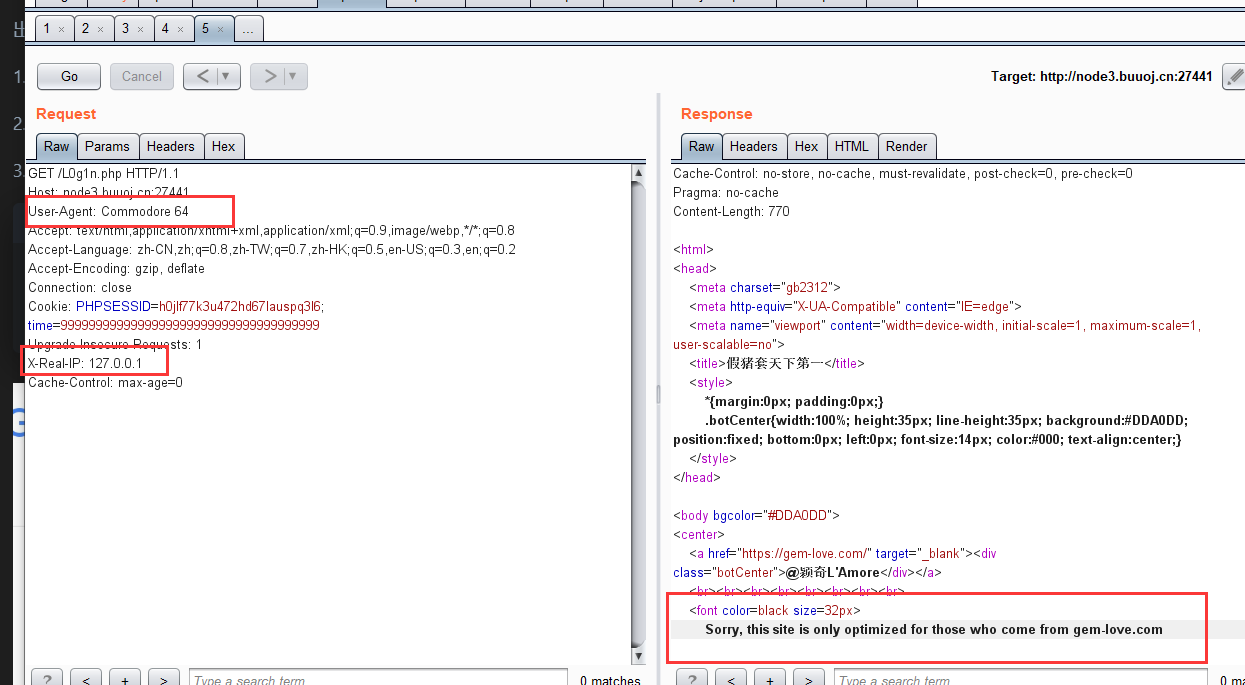 出
1 × 2 × 3 × 4 × 5 × ...
1.
2.
3.
Go Cancel < ▼ > ▼
Target: http://node3.buuoj.cn:27441
Request
Raw Params Headers Hex
GET /L0g1n.php HTTP/1.1
Host: node3.buuoj.cn:27441
User-Agent: Commodore 64
Accept: text/html,application/xhtml+xml,application/xml;q=0.9,image/webp,*/*;q=0.8
Accept-Language: zh-CN,zh;q=0.8,zh-TW;q=0.7,zh-HK;q=0.5,en-US;q=0.3,en;q=0.2
Accept-Encoding: gzip, deflate
Connection: close
Cookie: PHPSESSID=h0jlf77k3u472hd67lauspq3l6;
time=9999999999999999999999999999999999999
Upgrade-Insecure-Requests: 1
X-Real-IP: 127.0.0.1
Cache-Control: max-age=0
? < + > Type a search term
0 matches
Response
Raw Headers Hex HTML Render
Cache-Control: no-store, no-cache, must-revalidate, post-check=0, pre-check=0
Pragma: no-cache
Content-Length: 770
<html>
<head>
<meta charset="gb2312">
<meta http-equiv="X-UA-Compatible" content="IE=edge">
<meta name="viewport" content="width=device-width, initial-scale=1, maximum-scale=1,
user-scalable=no">
<title>假猪套天下第一</title>
<style>
*{margin:0px; padding:0px;}
.botCenter{width:100%; height:35px; line-height:35px; background:#DDA0DD;
position:fixed; bottom:0px; left:0px; font-size:14px; color:#000; text-align:center;}
</style>
</head>
<body bgcolor="#DDA0DD">
<center>
<a href="https://gem-love.com/" target="_blank"><div
class="botCenter">@颖奇L'Amore</div></a>
<br><br><br><br><br><br><br><br>
<font color=black size=32px>
Sorry, this site is only optimized for those who come from gem-love.com
? < + > Type a search term
0 ma